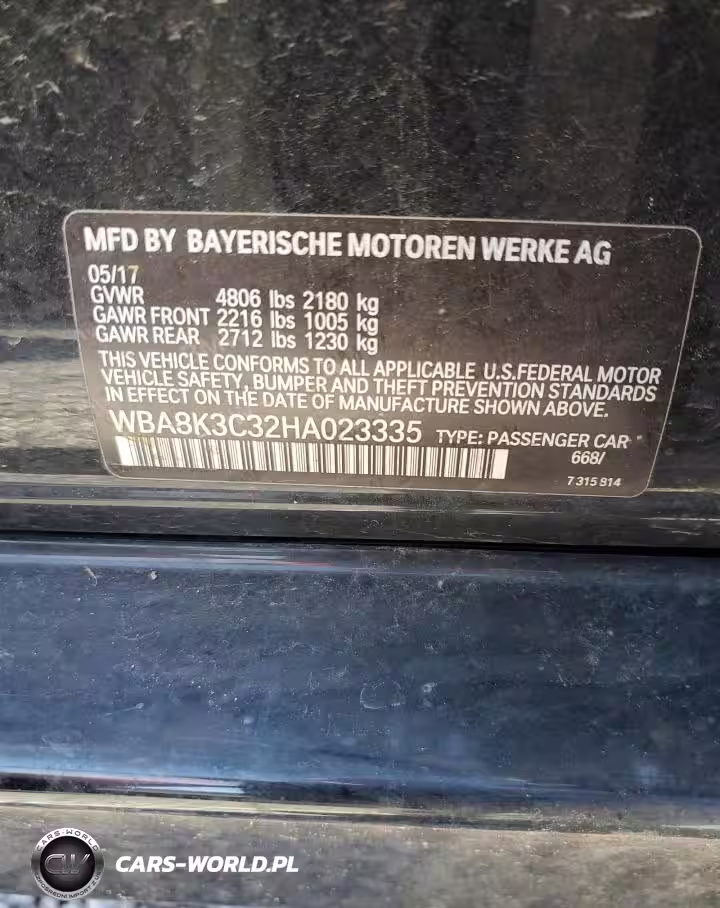 MFD BY BAYERISCHE MOTOREN WERKE AG
05/17
GVWR 4806 lbs 2180 kg
GAWR FRONT 2216 lbs 1005 kg
GAWR REAR 2712 lbs 1230 kg
THIS VEHICLE CONFORMS TO ALL APPLICABLE U.S.FEDERAL MOTOR
VEHICLE SAFETY, BUMPER AND THEFT PREVENTION STANDARDS
IN EFFECT ON THE DATE OF MANUFACTURE SHOWN ABOVE.
WBA8K3C32HA023335 TYPE: PASSENGER CAR
668/
7 315 814
CARS-WORLD
CW
CARS-WORLD.PL